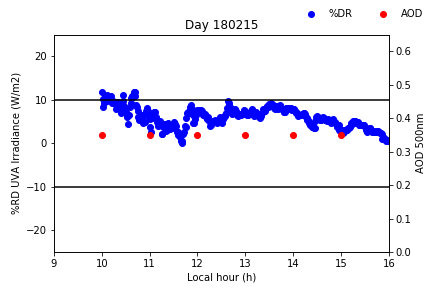 %DR AOD
Day 180215
%RD UVA Irradiance (W/m2)
20
10
0
−10
−20
0.6
0.5
0.4
0.3
0.2
0.1
0.0
AOD 500nm
9 10 11 12 13 14 15 16
Local hour (h)